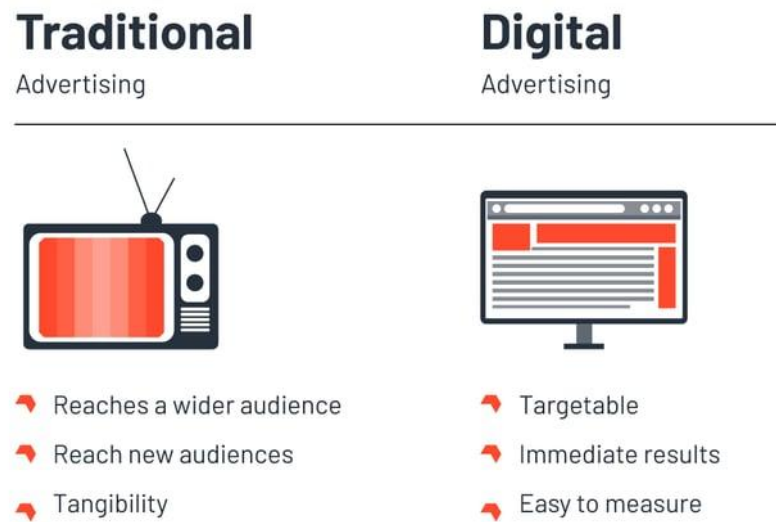 Traditional
Advertising
Digital
Advertising
Reaches a wider audience
Reach new audiences
Tangibility
Targetable
Immediate results
Easy to measure